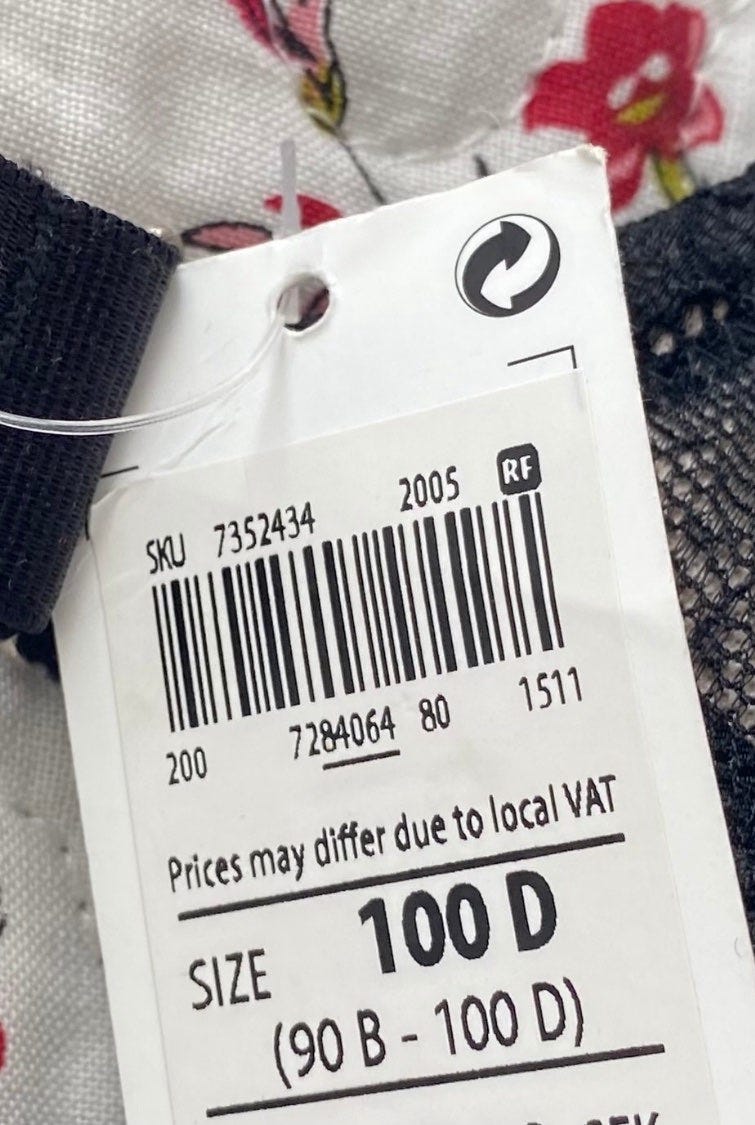 SKU 7352434 2005 RF
200 7284064 80 1511
Prices may differ due to local VAT
SIZE 100 D
(90 B - 100 D)